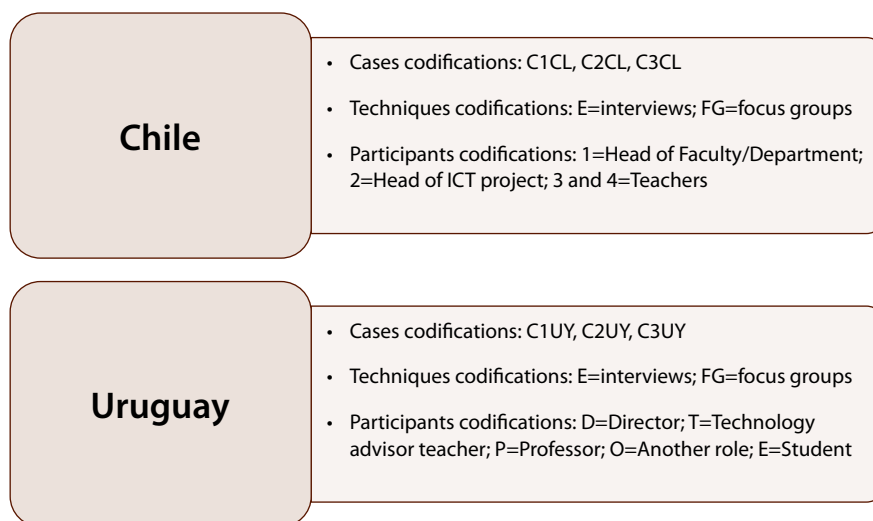 Chile
• Cases codifications: C1CL, C2CL, C3CL
• Techniques codifications: E=interviews; FG=focus groups
• Participants codifications: 1=Head of Faculty/Department;
2=Head of ICT project; 3 and 4=Teachers
Uruguay
• Cases codifications: C1UY, C2UY, C3UY
• Techniques codifications: E=interviews; FG=focus groups
• Participants codifications: D=Director; T=Technology
advisor teacher; P=Professor; O=Another role; E=Student